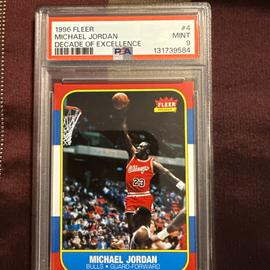 1996 FLEER #4
MICHAEL JORDAN MINT
DECADE OF EXCELLENCE 9
PSA 131739584
FLEER
Chicago
23
MICHAEL JORDAN
BULLS • GUARD-FORWARD